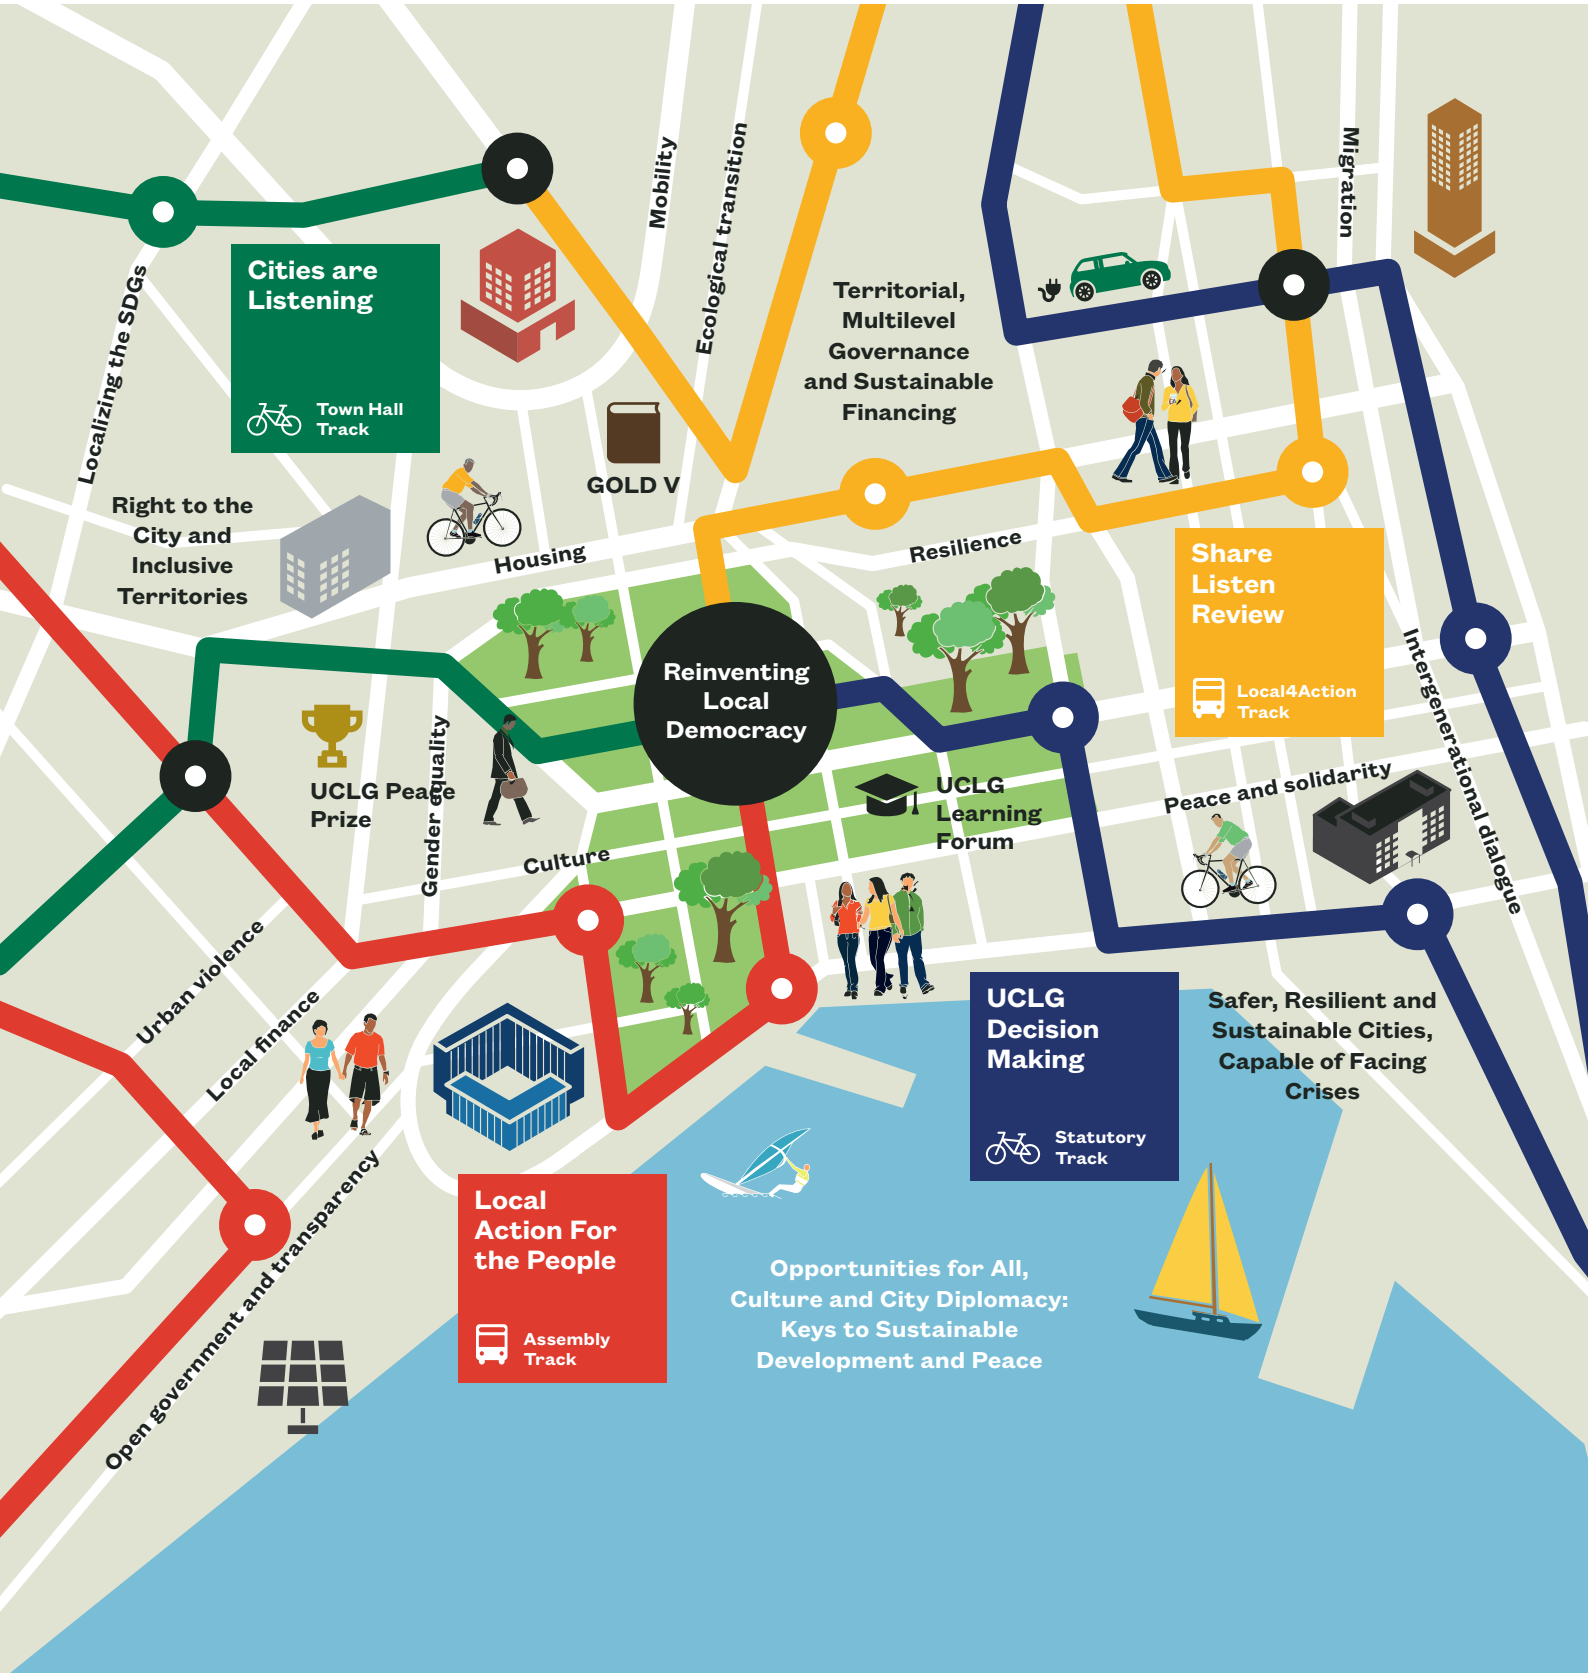 Mobility
Ecological transition
Migration
Localizing the SDGs
Cities are
Listening
Town Hall
Track
Territorial,
Multilevel
Governance
and Sustainable
Financing
GOLD V
Right to the
City and
Inclusive
Territories
Housing
Resilience
Share
Listen
Review
Local4Action
Track
Intergenerational dialogue
Reinventing
Local
Democracy
UCLG Peace
Prize
Gender equality
UCLG
Learning
Forum
Peace and solidarity
Culture
Urban violence
Local finance
UCLG
Decision
Making
Statutory
Track
Safer, Resilient and
Sustainable Cities,
Capable of Facing
Crises
Open government and transparency
Local
Action For
the People
Assembly
Track
Opportunities for All,
Culture and City Diplomacy:
Keys to Sustainable
Development and Peace